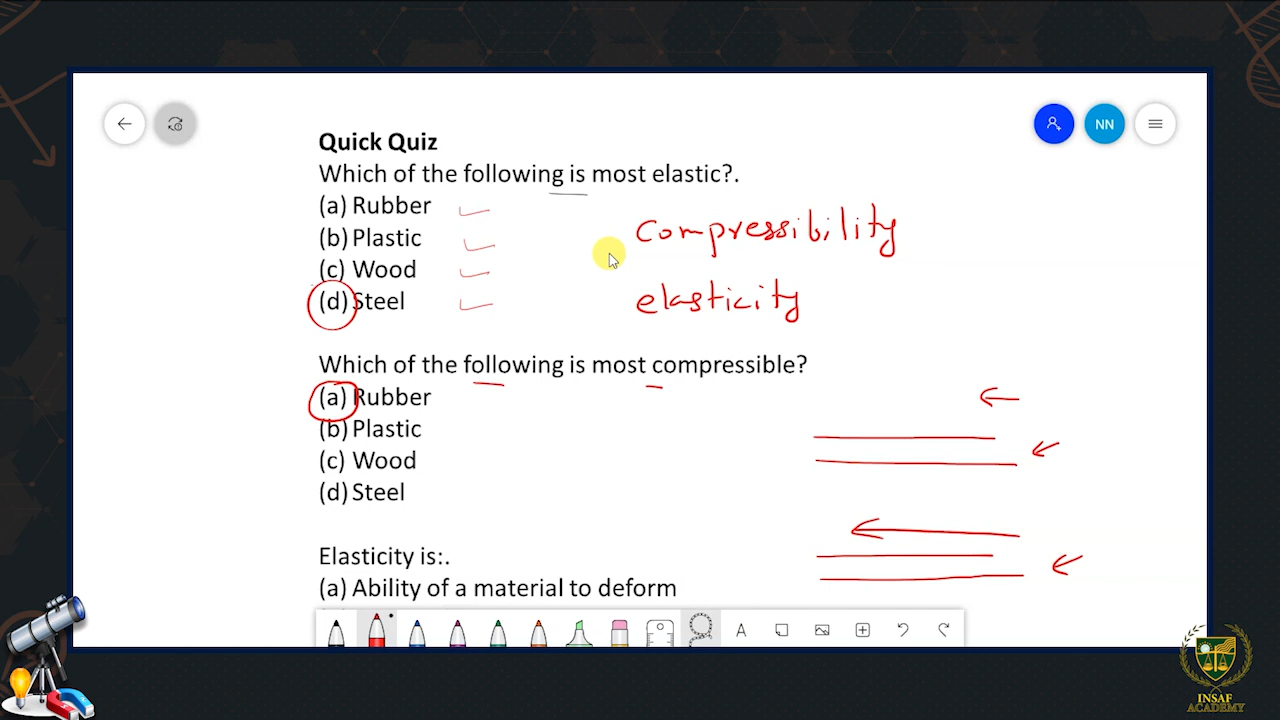 NN
Quick Quiz
Which of the following is most elastic?.
(a) Rubber
(b) Plastic
(c) Wood
(d) Steel
compressibility
elasticity
Which of the following is most compressible?
(a) Rubber
(b) Plastic
(c) Wood
(d) Steel
Elasticity is:.
(a) Ability of a material to deform
A
INSAF
ACADEMY